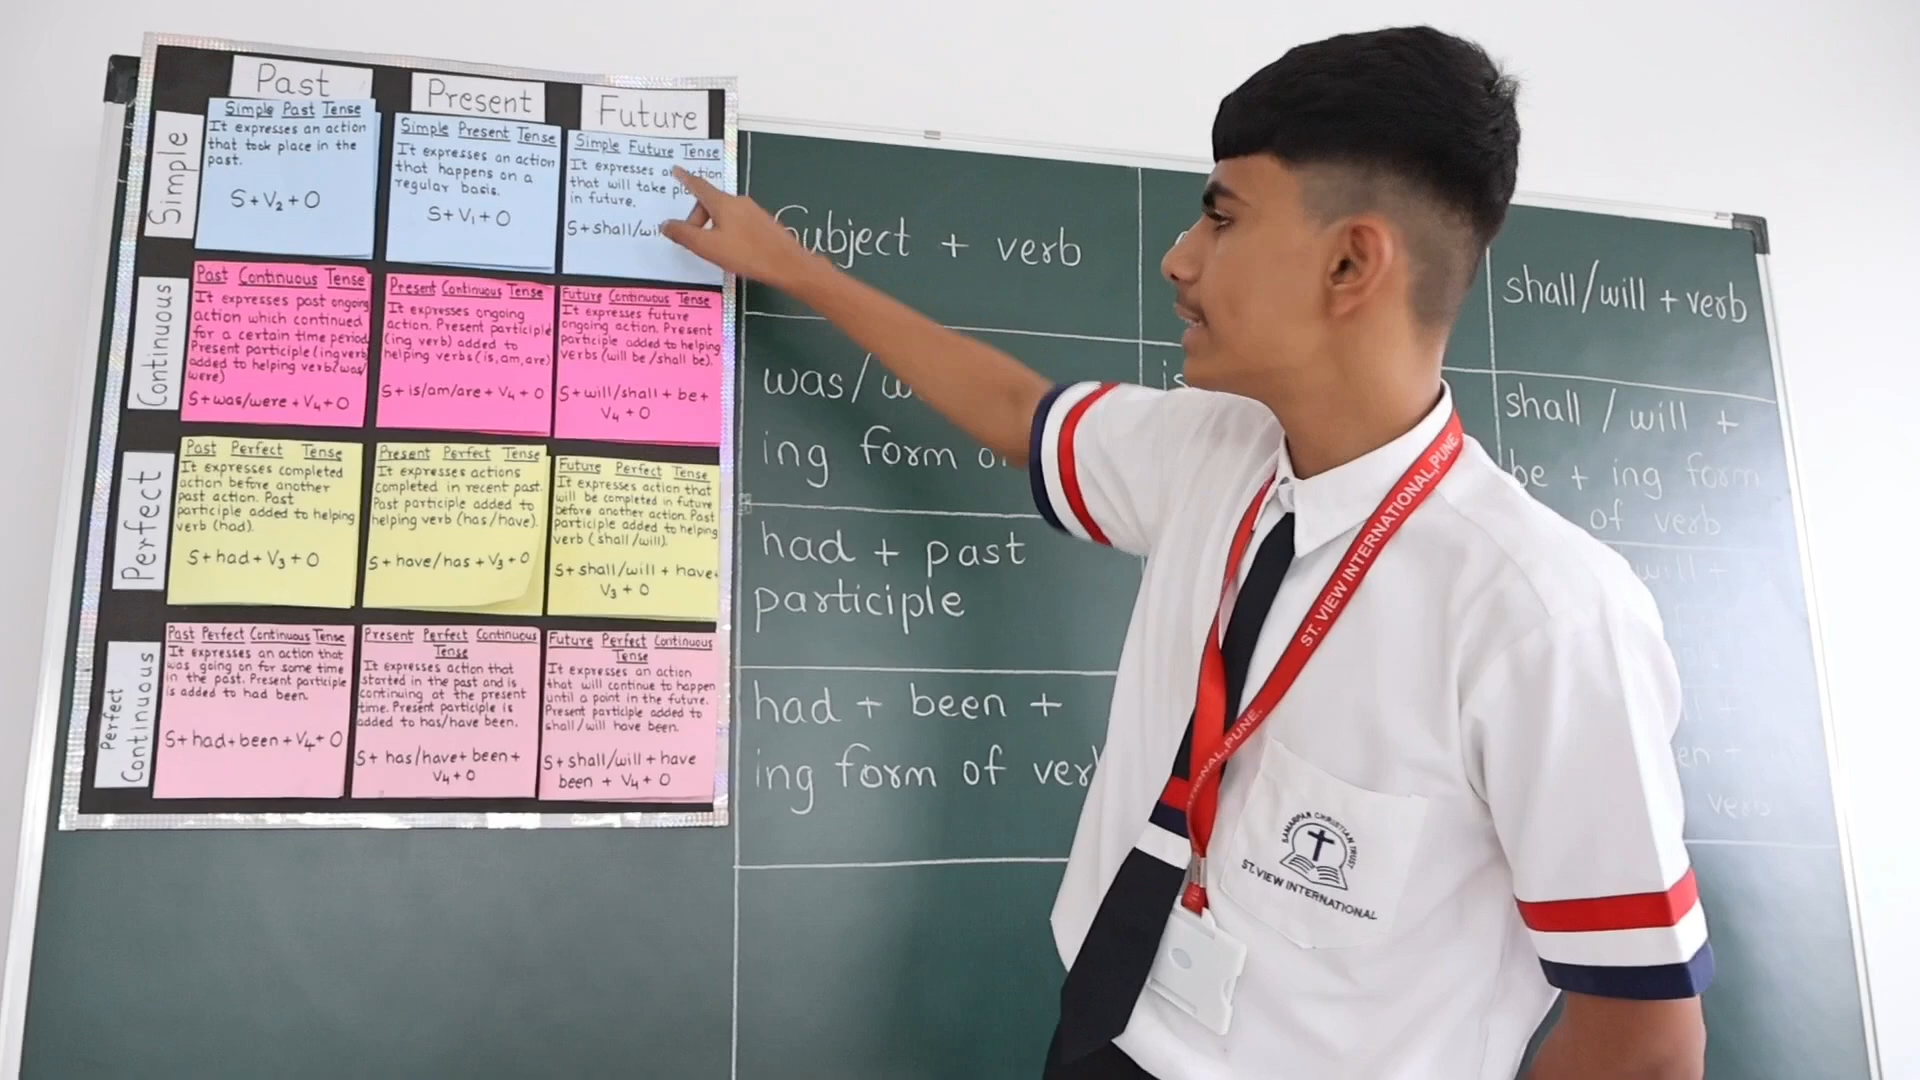 Past
Present
Future
Simple
Simple Past Tense
It expresses an action
that took place in the
past.
S+V₂+O
Simple Present Tense
It expresses an action
that happens on a
regular basis.
S+V₁+O
Simple Future Tense
It expresses
that will take
in future.
S+shall/
Continuous
Past Continuous Tense
It expresses past ongoing
action which continued
for a certain time period
Present participle (ing verb
added to helping verb(was/
were)
S+was/were+V₄+O
Present Continuous Tense
It expresses ongoing
action. Present participle
(ing verb) added to
helping verbs(is,am,are)
S+is/am/are+V₄+O
Future Continuous Tense
It expresses future
ongoing action. Present
participle added to helping
verbs (will be/shall be).
S+will/shall+be+
V₄+O
Perfect
Past Perfect Tense
It expresses completed
action before another
past action. Past
participle added to helping
verb (had).
S+had+V₃+O
Present Perfect Tense
It expresses actions
completed in recent past.
Past participle added to
helping verb (has/have).
S+have/has+V₃+O
Future Perfect Tense
It expresses action that
will be completed in future
before another action. Past
participle added to helping
verb (shall/will).
S+shall/will+have+
V₃+O
Perfect
Continuous
Past Perfect Continuous Tense
It expresses an action that
was going on for some time
in the past. Present participle
is added to had been.
S+had+been+V₄+O
Present Perfect Continuous
Tense
It expresses action that
started in the past and is
continuing at the present
time. Present participle is
added to has/have been.
S+has/have+been+
V₄+O
Future Perfect Continuous
Tense
It expresses an action
that will continue to happen
until a point in the future.
Present participle added to
shall/will have been.
S+shall/will+have
been+V₄+O
Subject + verb
shall/will + verb
was/
ing form
shall / will +
be + ing form
of verb
had + past
participle
will +
had + been +
ing form of
verb
ST. VIEW INTERNATIONAL, PUNE
NATIONAL, PUNE.
SAMARPAN CHRISTIAN TRUST
ST. VIEW INTERNATIONAL